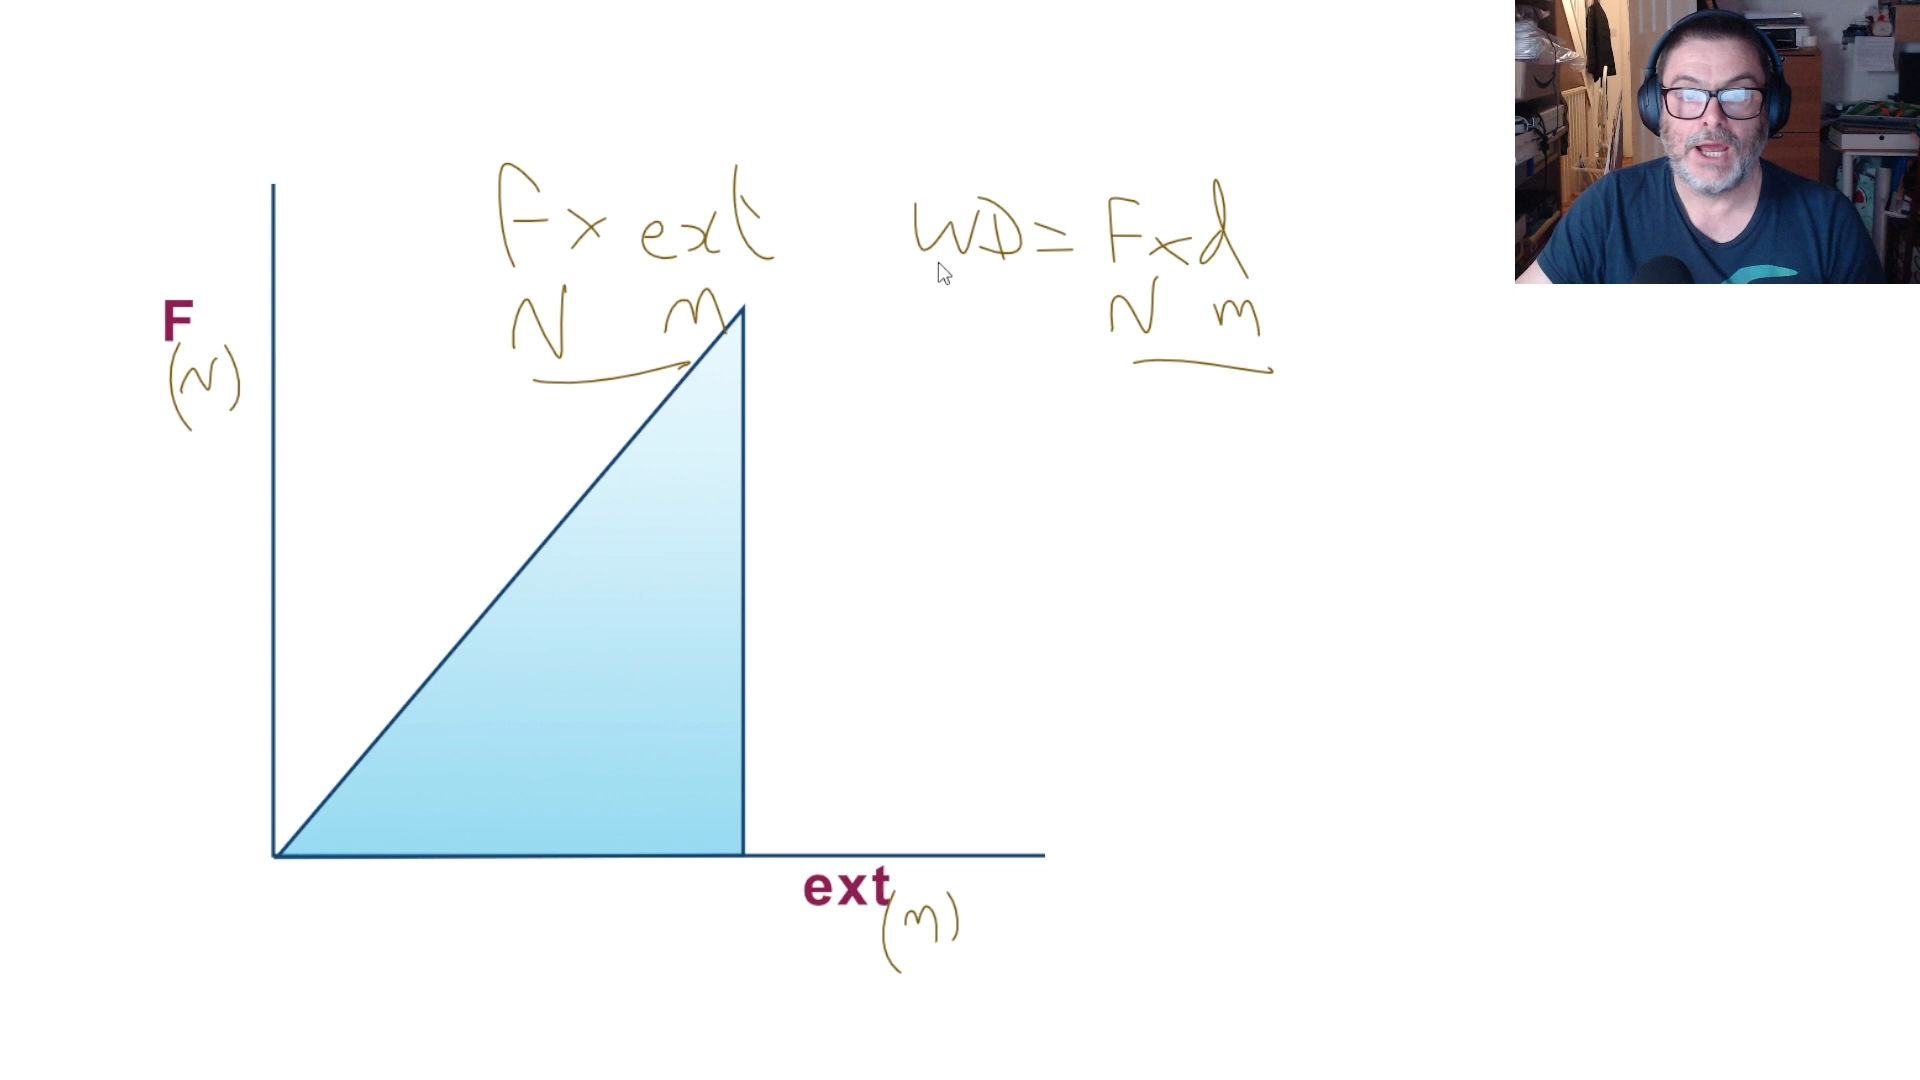 F x ext
WD = F x d
N m
N m
F
(N)
ext
(m)